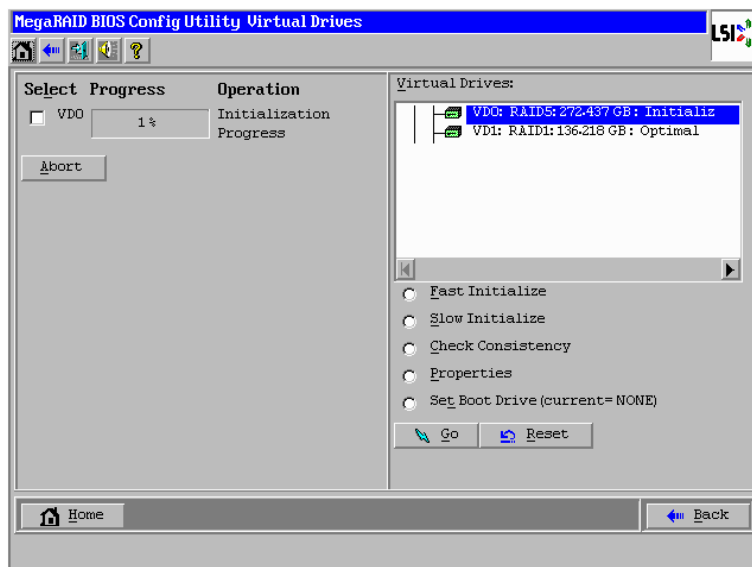 MegaRAID BIOS Config Utility Virtual Drives
LSI
?
Select Progress Operation
VD0 1% Initialization
Progress
Abort
Virtual Drives:
VD0: RAID5: 272.437 GB: Initializ
VD1: RAID1: 136.218 GB: Optimal
Fast Initialize
Slow Initialize
Check Consistency
Properties
Set Boot Drive (current= NONE)
Go Reset
Home Back